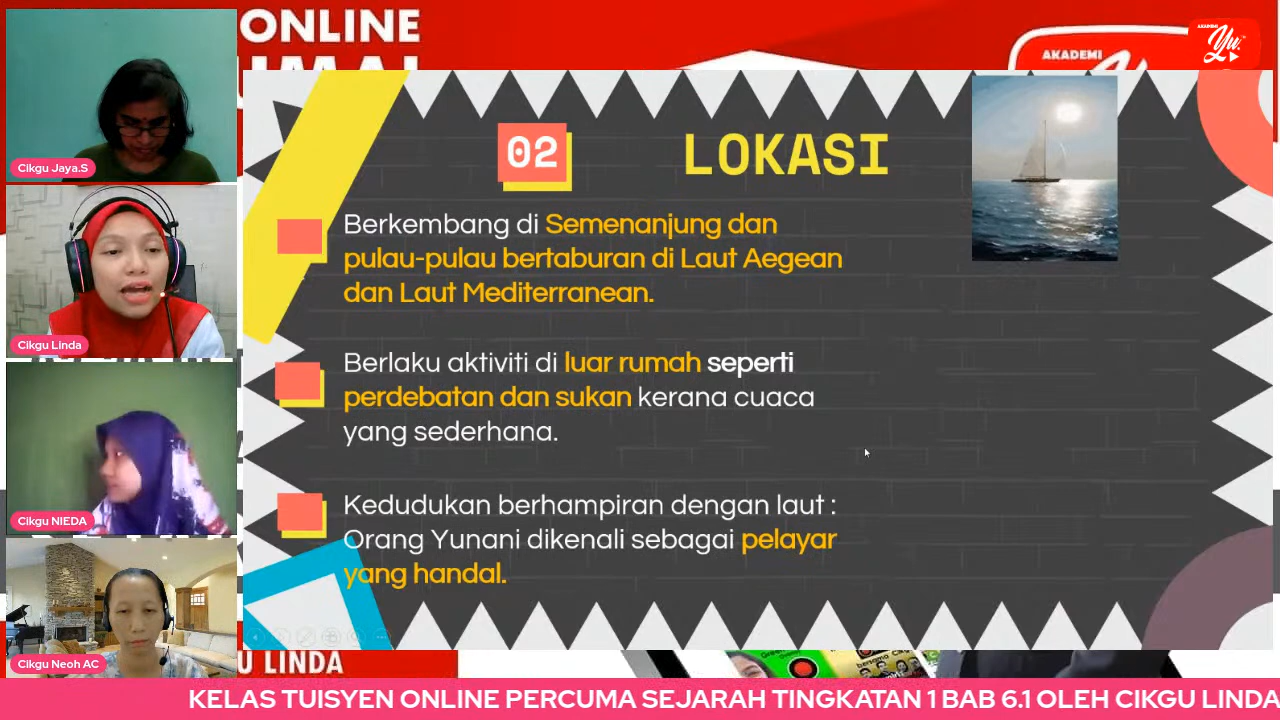 ONLINE
AKADEMI
AKADEMI
Yu.
02
LOKASI
Berkembang di Semenanjung dan
pulau-pulau bertaburan di Laut Aegean
dan Laut Mediterranean.
Berlaku aktiviti di luar rumah seperti
perdebatan dan sukan kerana cuaca
yang sederhana.
Kedudukan berhampiran dengan laut :
Orang Yunani dikenali sebagai pelayar
yang handal.
Cikgu Jaya.S
Cikgu Linda
Cikgu NIEDA
Cikgu Neoh AC
U LINDA
KELAS TUISYEN ONLINE PERCUMA SEJARAH TINGKATAN 1 BAB 6.1 OLEH CIKGU LINDA